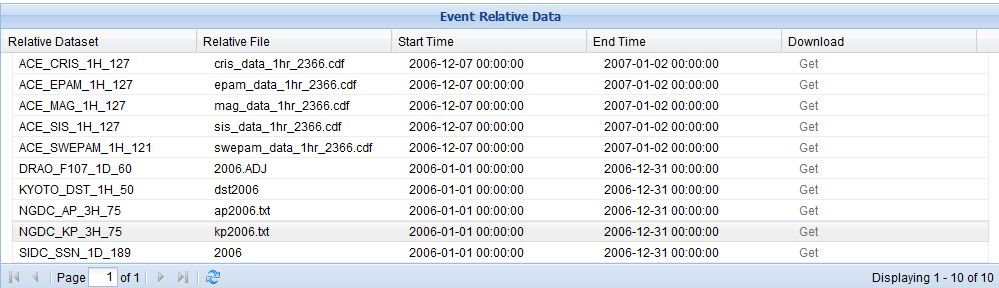 Event Relative Data
Relative Dataset Relative File Start Time End Time Download
ACE_CRIS_1H_127 cris_data_1hr_2366.cdf 2006-12-07 00:00:00 2007-01-02 00:00:00 Get
ACE_EPAM_1H_127 epam_data_1hr_2366.cdf 2006-12-07 00:00:00 2007-01-02 00:00:00 Get
ACE_MAG_1H_127 mag_data_1hr_2366.cdf 2006-12-07 00:00:00 2007-01-02 00:00:00 Get
ACE_SIS_1H_127 sis_data_1hr_2366.cdf 2006-12-07 00:00:00 2007-01-02 00:00:00 Get
ACE_SWEPAM_1H_121 swepam_data_1hr_2366.cdf 2006-12-07 00:00:00 2007-01-02 00:00:00 Get
DRAO_F107_1D_60 2006.ADJ 2006-01-01 00:00:00 2006-12-31 00:00:00 Get
KYOTO_DST_1H_50 dst2006 2006-01-01 00:00:00 2006-12-31 00:00:00 Get
NGDC_AP_3H_75 ap2006.txt 2006-01-01 00:00:00 2006-12-31 00:00:00 Get
NGDC_KP_3H_75 kp2006.txt 2006-01-01 00:00:00 2006-12-31 00:00:00 Get
SIDC_SSN_1D_189 2006 2006-01-01 00:00:00 2006-12-31 00:00:00 Get
Page 1 of 1 Displaying 1 - 10 of 10